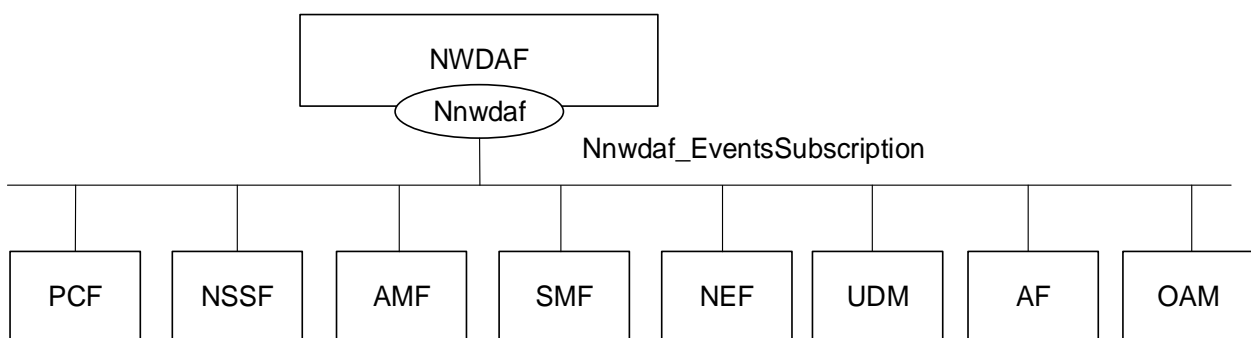 NWDAF
Nnwdaf
Nnwdaf_EventsSubscription
PCF NSSF AMF SMF NEF UDM AF OAM